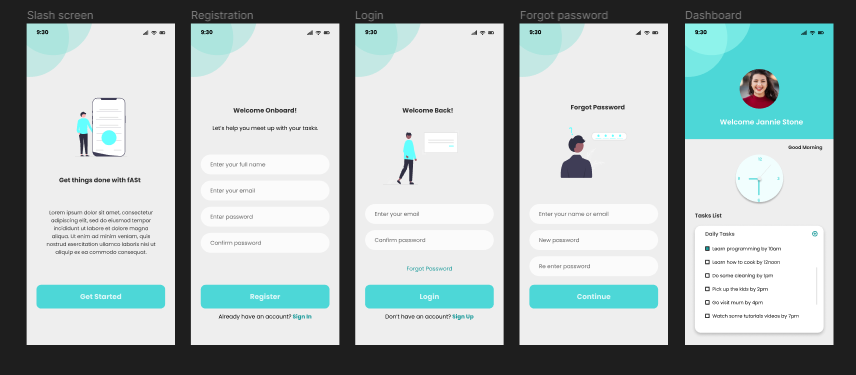 Slash screen
9:30
Get things done with fASt
Lorem ipsum dolor sit amet, consectetur
adipiscing elit, sed do eiusmod tempor
incididunt ut labore et dolore magna
aliqua. Ut enim ad minim veniam, quis
nostrud exercitation ullamco laboris nisi ut
aliquip ex ea commodo consequat.
Get Started
Registration
9:30
Welcome Onboard!
Let's help you meet up with your tasks.
Enter your full name
Enter your email
Enter password
Confirm password
Register
Already have an account? Sign In
Login
9:30
Welcome Back!
Enter your email
Confirm password
Forgot Password
Login
Don't have an account? Sign Up
Forgot password
9:30
Forgot Password
Enter your name or email
New password
Re enter password
Continue
Dashboard
9:30
Welcome Jannie Stone
Good Morning
Tasks List
Daily Tasks
Learn programming by 10am
Learn how to cook by 12noon
Do some cleaning by 1pm
Pick up the kids by 2pm
Go visit mum by 4pm
Watch some tutorials videos by 7pm